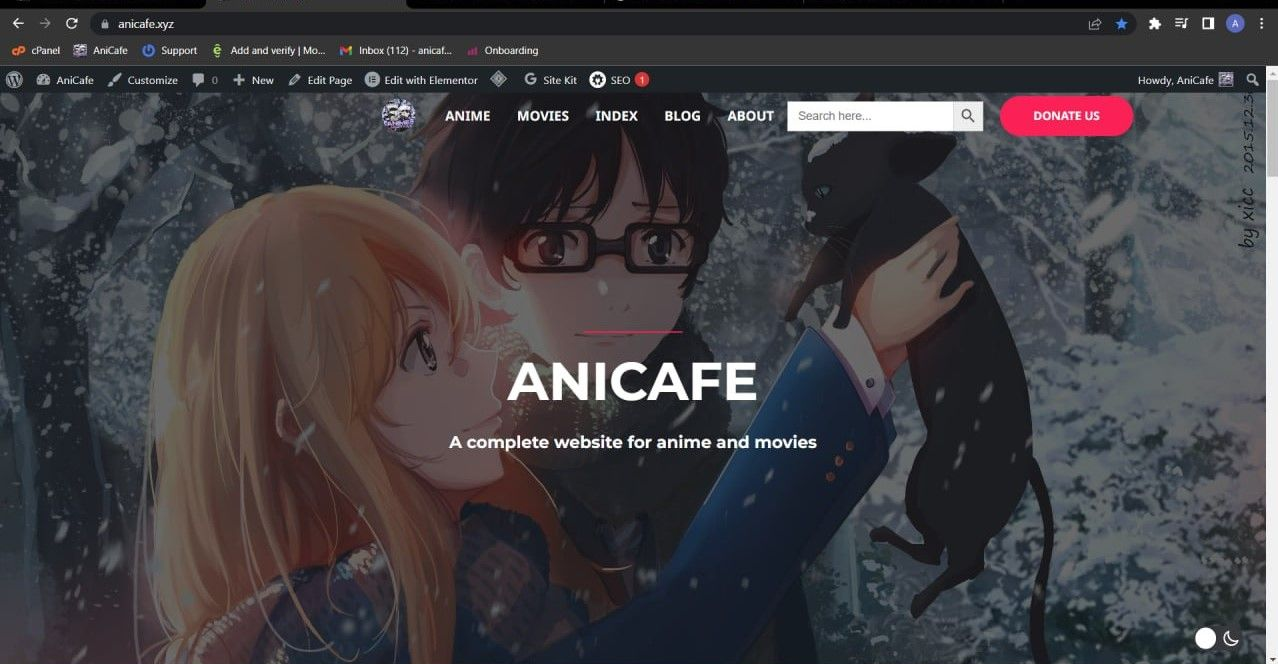 anicafe.xyz
A
cPanel
AniCafe
Support
Add and verify | Mo...
Inbox (112) - anicaf...
Onboarding
AniCafe
Customize
0
New
Edit Page
Edit with Elementor
Site Kit
SEO
1
Howdy, AniCafe
ANIME
MOVIES
INDEX
BLOG
ABOUT
Search here...
DONATE US
by xicc 2015.12.3
ANICAFE
A complete website for anime and movies